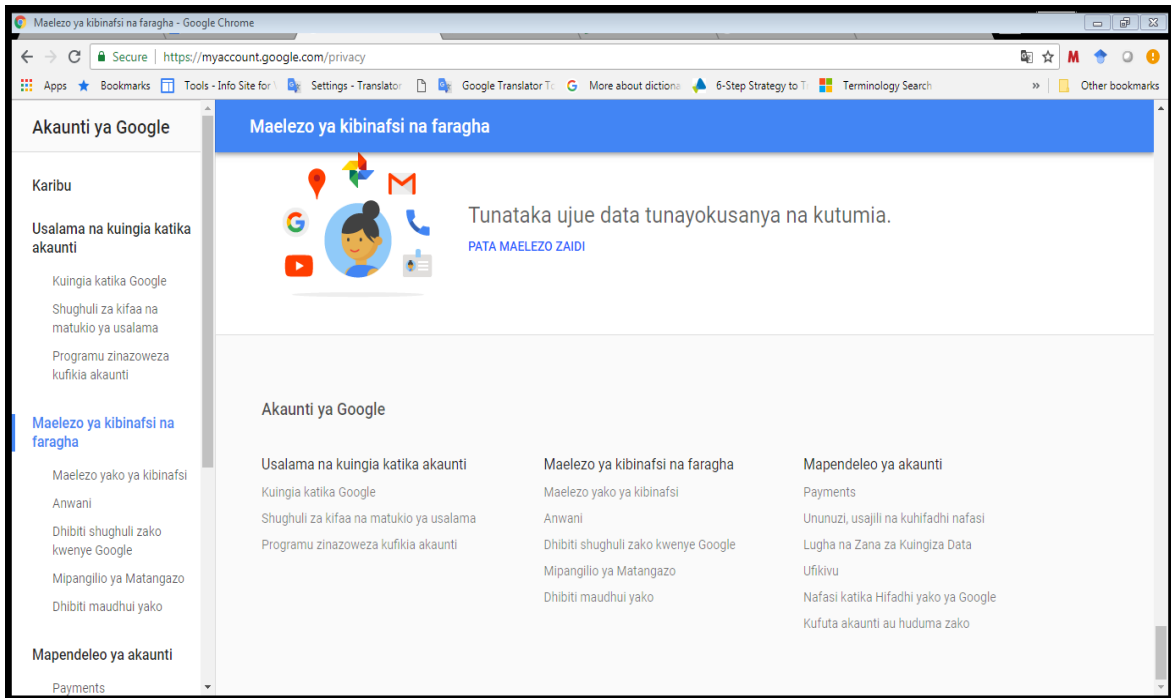 Maelezo ya kibinafsi na faragha - Google Chrome
Secure | https://myaccount.google.com/privacy
Apps Bookmarks Tools - Info Site for Settings - Translator Google Translator To More about dictiona 6-Step Strategy to T Terminology Search » Other bookmarks
Akaunti ya Google
Karibu
Usalama na kuingia katika
akaunti
Kuingia katika Google
Shughuli za kifaa na
matukio ya usalama
Programu zinazoweza
kufikia akaunti
Maelezo ya kibinafsi na
faragha
Maelezo yako ya kibinafsi
Anwani
Dhibiti shughuli zako
kwenye Google
Mipangilio ya Matangazo
Dhibiti maudhui yako
Mapendeleo ya akaunti
Payments
Maelezo ya kibinafsi na faragha
Tunataka ujue data tunayokusanya na kutumia.
PATA MAELEZO ZAIDI
Akaunti ya Google
Usalama na kuingia katika akaunti
Kuingia katika Google
Shughuli za kifaa na matukio ya usalama
Programu zinazoweza kufikia akaunti
Maelezo ya kibinafsi na faragha
Maelezo yako ya kibinafsi
Anwani
Dhibiti shughuli zako kwenye Google
Mipangilio ya Matangazo
Dhibiti maudhui yako
Mapendeleo ya akaunti
Payments
Ununuzi, usajili na kuhifadhi nafasi
Lugha na Zana za Kuingiza Data
Ufikivu
Nafasi katika Hifadhi yako ya Google
Kufuta akaunti au huduma zako